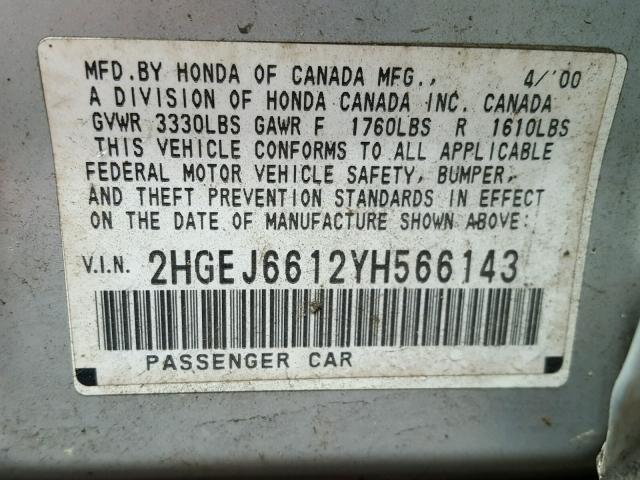 MFD.BY HONDA OF CANADA MFG., 4/'00
A DIVISION OF HONDA CANADA INC. CANADA
GVWR 3330LBS GAWR F 1760LBS R 1610LBS
THIS VEHICLE CONFORMS TO ALL APPLICABLE
FEDERAL MOTOR VEHICLE SAFETY, BUMPER,
AND THEFT PREVENTION STANDARDS IN EFFECT
ON THE DATE OF MANUFACTURE SHOWN ABOVE:
V.I.N. 2HGEJ6612YH566143
PASSENGER CAR